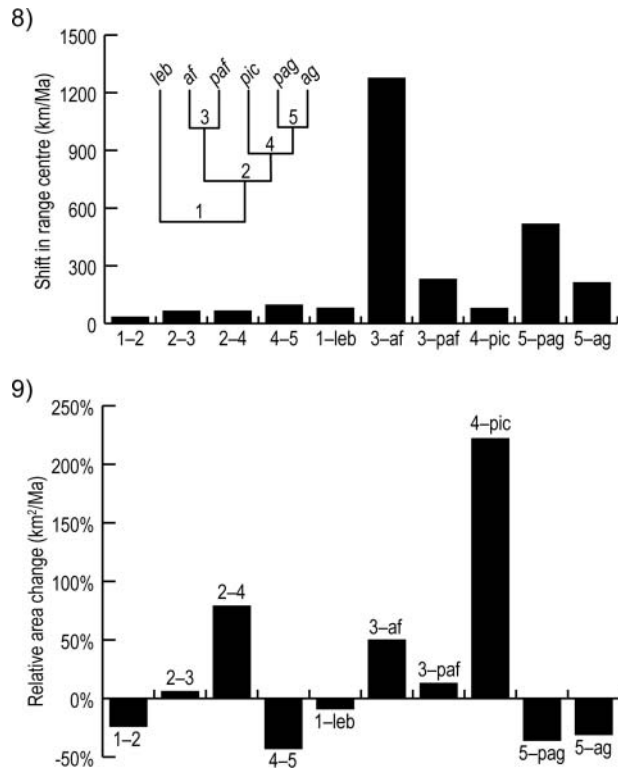 8)
1500
1200
900
600
300
0
Shift in range centre (km/Ma)
leb af paf pic pag ag
3 5
4
2
1
1–2 2–3 2–4 4–5 1–leb 3–af 3–paf 4–pic 5–pag 5–ag
9)
250%
200%
150%
100%
50%
0%
-50%
Relative area change (km²/Ma)
4–pic
2–4
3–af
2–3 3–paf
1–2 4–5 1–leb 5–pag 5–ag